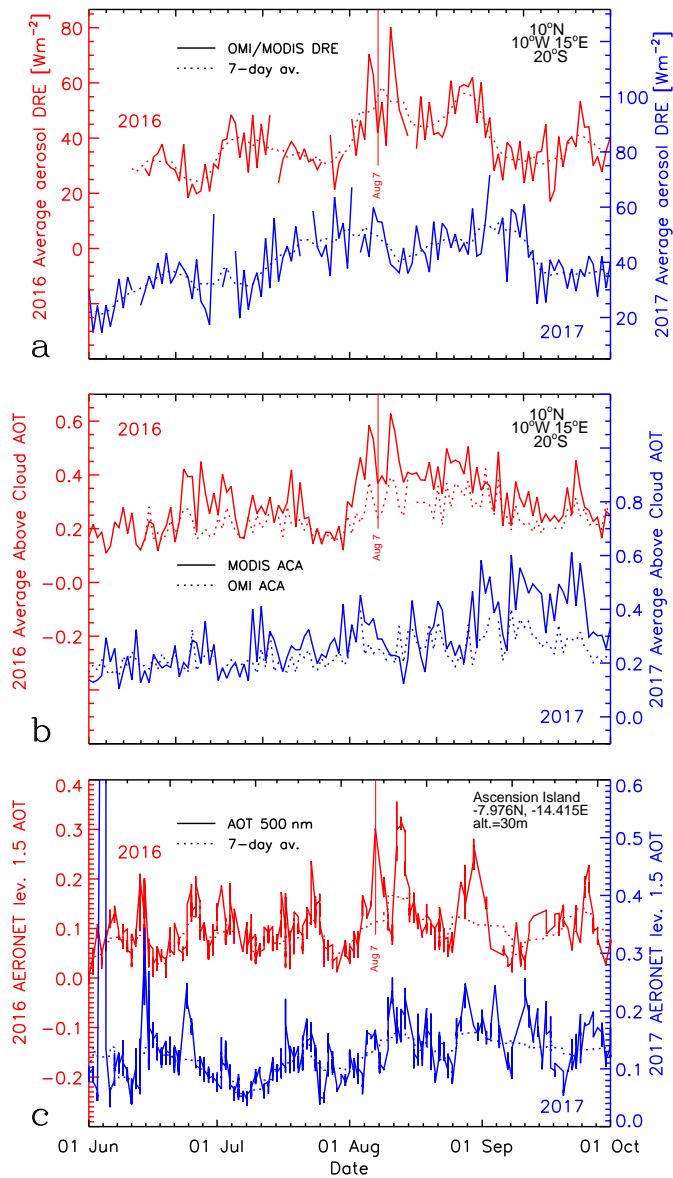 2016 Average aerosol DRE [Wm⁻²]
80
60
40
20
0
OMI/MODIS DRE
7-day av.
10°N
10°W 15°E
20°S
2016
Aug 7
2017
100
80
60
40
20
2017 Average aerosol DRE [Wm⁻²]
a
2016 Average Above Cloud AOT
0.6
0.4
0.2
-0.0
-0.2
2016
10°N
10°W 15°E
20°S
Aug 7
MODIS ACA
OMI ACA
2017
0.8
0.6
0.4
0.2
0.0
2017 Average Above Cloud AOT
b
2016 AERONET lev. 1.5 AOT
0.4
0.3
0.2
0.1
0.0
-0.1
-0.2
AOT 500 nm
7-day av.
Ascension Island
-7.976N, -14.415E
alt.=30m
2016
Aug 7
2017
0.6
0.5
0.4
0.3
0.2
0.1
0.0
2017 AERONET lev. 1.5 AOT
c
01 Jun 01 Jul 01 Aug 01 Sep 01 Oct
Date